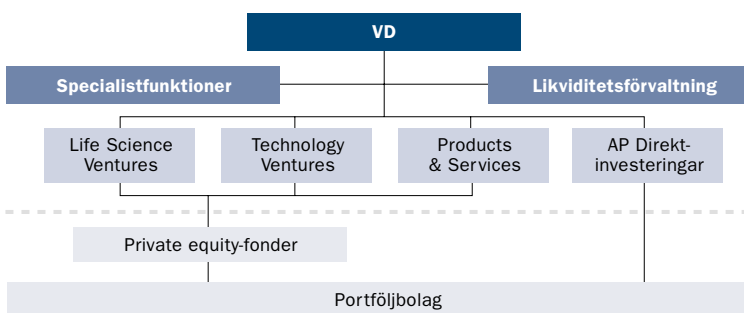 VD
Specialistfunktioner
Likviditetsförvaltning
Life Science
Ventures
Technology
Ventures
Products
& Services
AP Direkt-
investeringar
Private equity-fonder
Portföljbolag